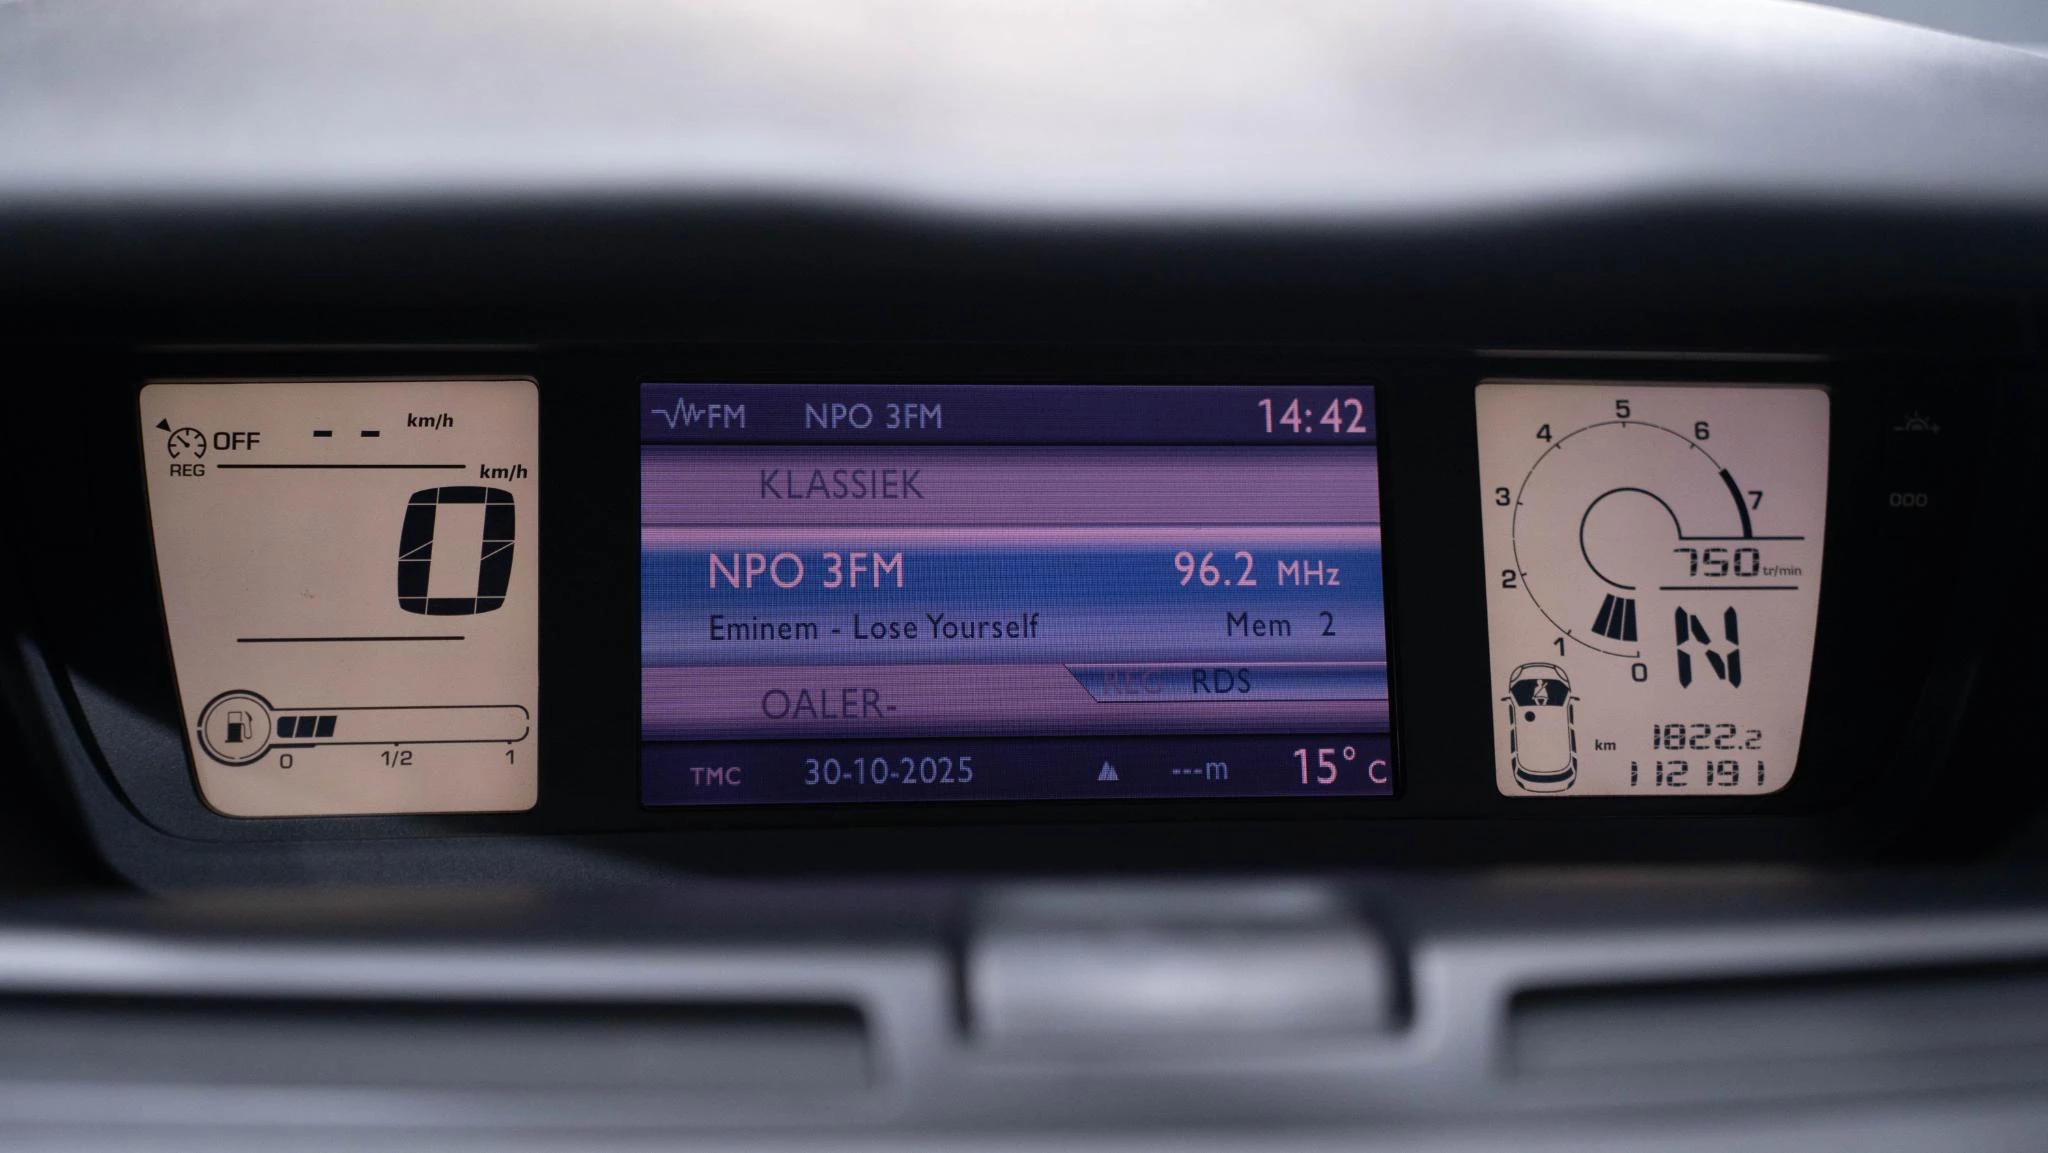 OFF -- km/h
REG
km/h
0
0 1/2 1
FM NPO 3FM 14:42
KLASSIEK
NPO 3FM 96.2 MHz
Eminem - Lose Yourself Mem 2
REG RDS
OALER-
TMC 30-10-2025 ---m 15° C
5
4 6
3 7
750 tr/min
2
N
1
0
km 1822.2
112191
000